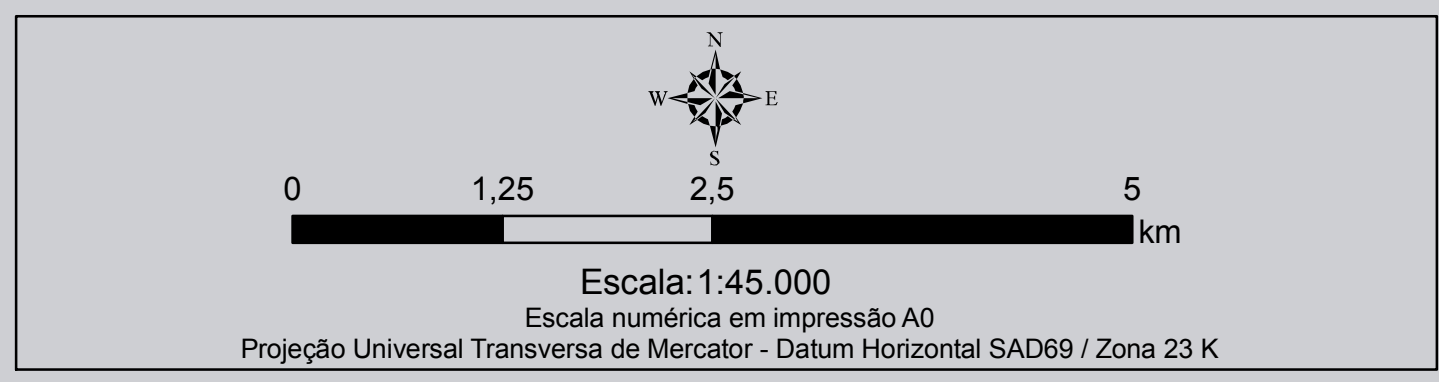 N
W E
S
0 1,25 2,5 5
km
Escala:1:45.000
Escala numérica em impressão A0
Projeção Universal Transversa de Mercator - Datum Horizontal SAD69 / Zona 23 K